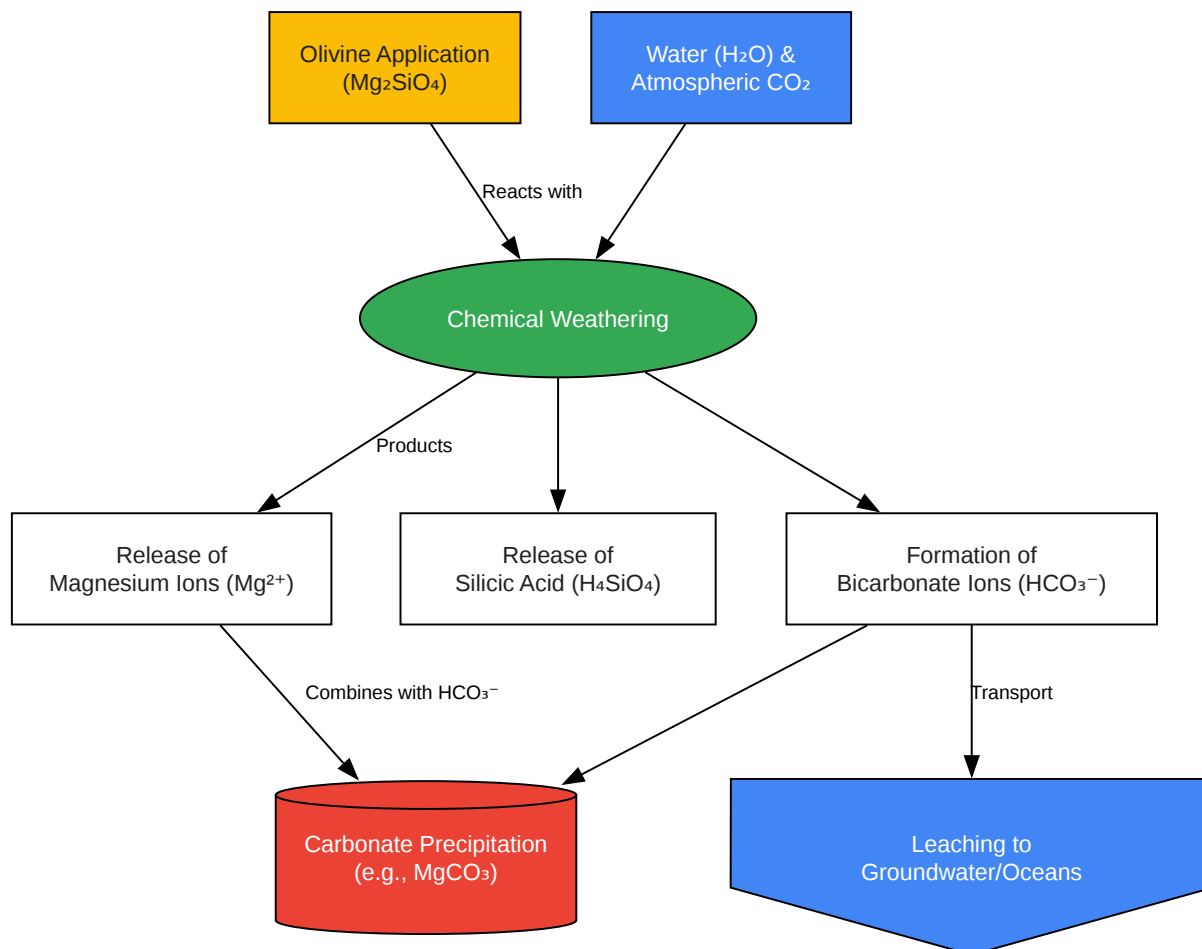 Olivine Application
(Mg₂SiO₄)
Water (H₂O) &
Atmospheric CO₂
Reacts with
Chemical Weathering
Products
Release of
Magnesium Ions (Mg²⁺)
Release of
Silicic Acid (H₄SiO₄)
Formation of
Bicarbonate Ions (HCO₃⁻)
Combines with HCO₃⁻
Transport
Carbonate Precipitation
(e.g., MgCO₃)
Leaching to
Groundwater/Oceans